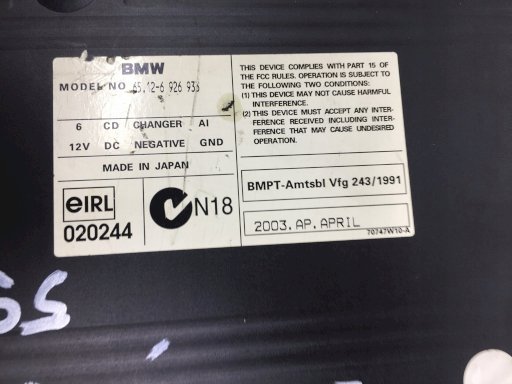 BMW
MODEL NO 65.12-6 926 933
6 CD CHANGER AI
12V DC NEGATIVE GND
MADE IN JAPAN
eIRL
020244
N18
THIS DEVICE COMPLIES WITH PART 15 OF
THE FCC RULES. OPERATION IS SUBJECT TO
THE FOLLOWING TWO CONDITIONS:
(1) THIS DEVICE MAY NOT CAUSE HARMFUL
INTERFERENCE.
(2) THIS DEVICE MUST ACCEPT ANY INTER-
FERENCE RECEIVED INCLUDING INTER-
FERENCE THAT MAY CAUSE UNDESIRED
OPERATION.
BMPT-Amtsbl Vfg 243/1991
2003.AP.APRIL
70747W10-A